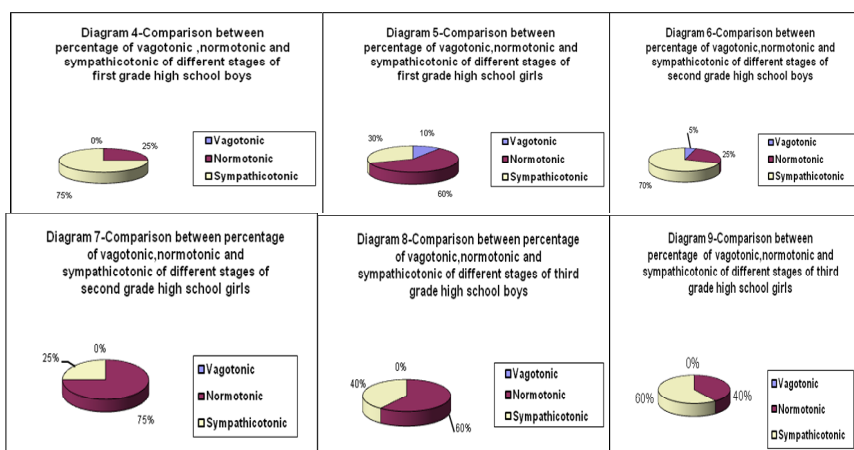 Diagram 4-Comparison between
percentage of vagotonic ,normotonic and
sympathicotonic of different stages of
first grade high school boys
0%
25%
75%
Vagotonic
Normotonic
Sympathicotonic
Diagram 5-Comparison between
percentage of vagotonic,normotonic and
sympathicotonic of different stages of
first grade high school girls
30%
10%
60%
Vagotonic
Normotonic
Sympathicotonic
Diagram 6-Comparison between
percentage of vagotonic,normotonic and
sympathicotonic of different stages of
second grade high school boys
5%
25%
70%
Vagotonic
Normotonic
Sympathicotonic
Diagram 7-Comparison between percentage
of vagotonic,normotonic and
sympathicotonic of different stages of
second grade high school girls
0%
25%
75%
Vagotonic
Normotonic
Sympathicotonic
Diagram 8-Comparison between percentage
of vagotonic,normotonic and
sympathicotonic of different stages of third
grade high school boys
0%
40%
60%
Vagotonic
Normotonic
Sympathicotonic
Diagram 9-Comparison between
percentage of vagotonic,normotonic and
sympathicotonic of different stages of third
grade high school girls
0%
60%
40%
Vagotonic
Normotonic
Sympathicotonic